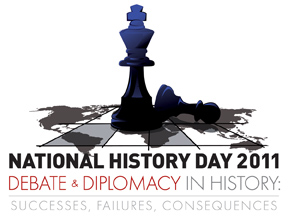 NATIONAL HISTORY DAY 2011
DEBATE & DIPLOMACY IN HISTORY:
SUCCESSES, FAILURES, CONSEQUENCES